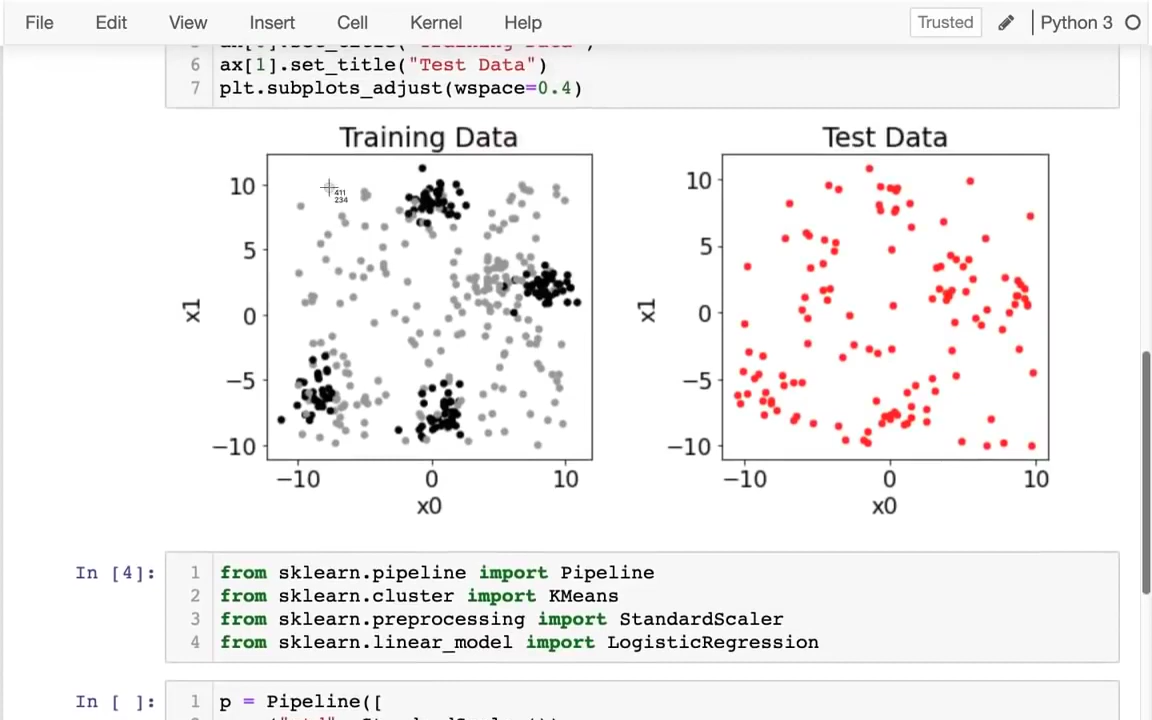 File Edit View Insert Cell Kernel Help Trusted Python 3
6 ax[1].set_title("Test Data")
7 plt.subplots_adjust(wspace=0.4)
Training Data Test Data
10 10
5 5
0 0
−5 −5
−10 −10
x1 x1
−10 0 10 −10 0 10
x0 x0
411
234
In [4]: 1 from sklearn.pipeline import Pipeline
2 from sklearn.cluster import KMeans
3 from sklearn.preprocessing import StandardScaler
4 from sklearn.linear_model import LogisticRegression
In [ ]: 1 p = Pipeline([